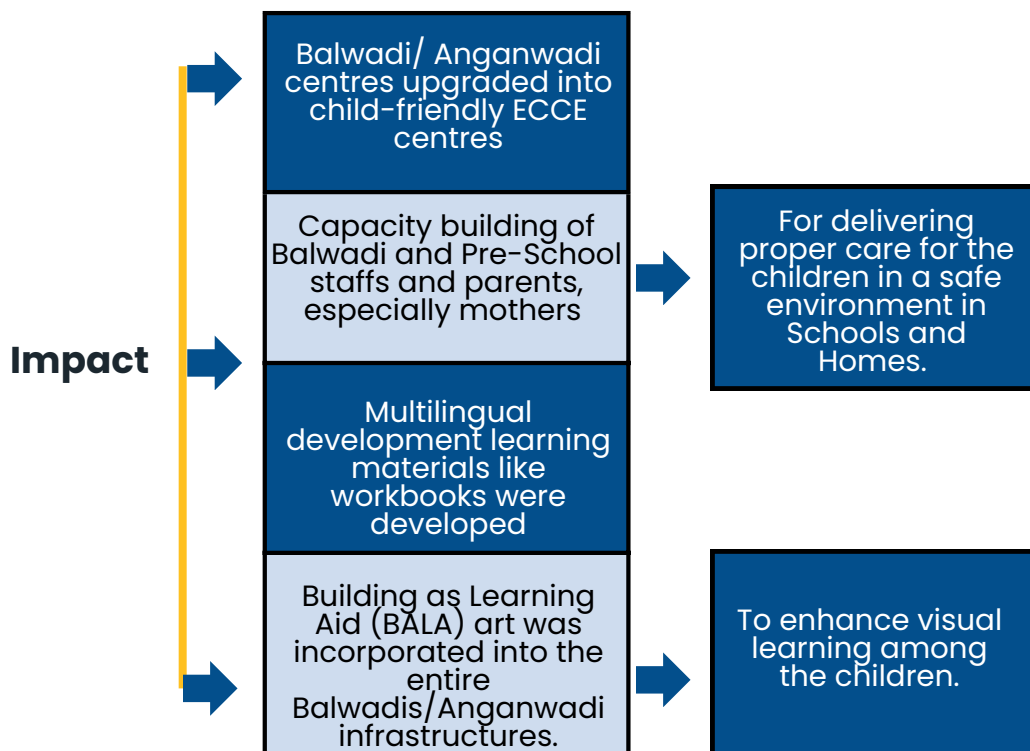 Impact
Balwadi/ Anganwadi
centres upgraded into
child-friendly ECCE
centres
Capacity building of
Balwadi and Pre-School
staffs and parents,
especially mothers
For delivering
proper care for the
children in a safe
environment in
Schools and
Homes.
Multilingual
development learning
materials like
workbooks were
developed
Building as Learning
Aid (BALA) art was
incorporated into the
entire
Balwadis/Anganwadi
infrastructures.
To enhance visual
learning among
the children.